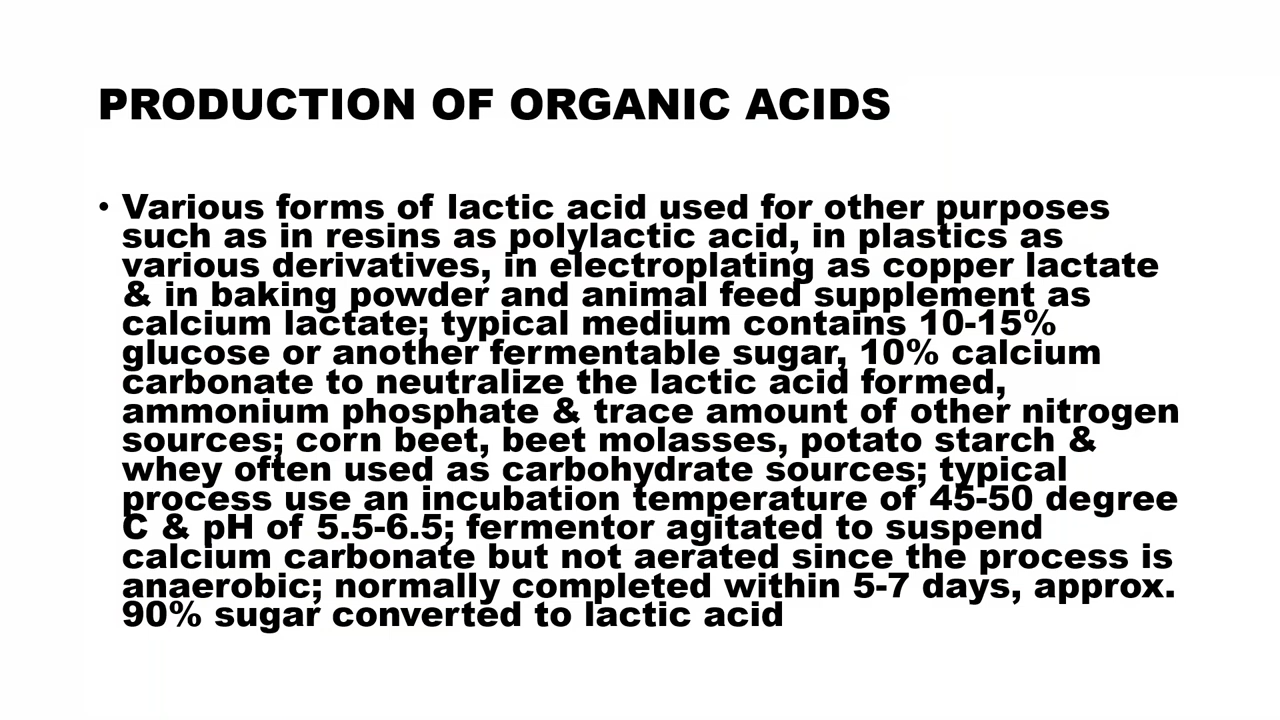 PRODUCTION OF ORGANIC ACIDS
• Various forms of lactic acid used for other purposes
such as in resins as polylactic acid, in plastics as
various derivatives, in electroplating as copper lactate
& in baking powder and animal feed supplement as
calcium lactate; typical medium contains 10-15%
glucose or another fermentable sugar, 10% calcium
carbonate to neutralize the lactic acid formed,
ammonium phosphate & trace amount of other nitrogen
sources; corn beet, beet molasses, potato starch &
whey often used as carbohydrate sources; typical
process use an incubation temperature of 45-50 degree
C & pH of 5.5-6.5; fermentor agitated to suspend
calcium carbonate but not aerated since the process is
anaerobic; normally completed within 5-7 days, approx.
90% sugar converted to lactic acid